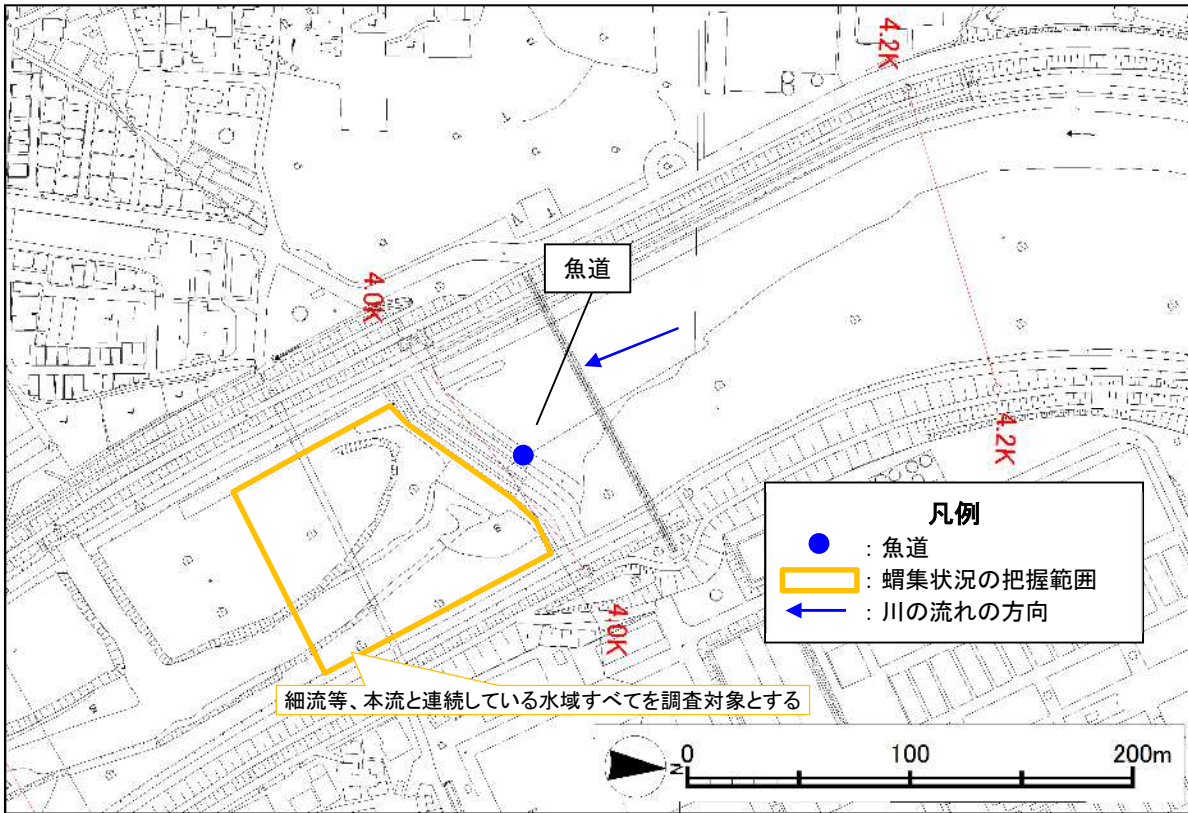 4.2K
魚道
4.0K
4.2K
凡例
：魚道
：蝟集状況の把握範囲
：川の流れの方向
4.0K
細流等、本流と連続している水域すべてを調査対象とする
N
0 100 200m